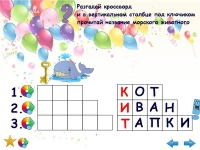 Разгадай кроссворд
и в вертикальном столбце под ключиком
прочитай название морского животного
1.
2.
3.
КОТ
ИВАН
ТАПКИ